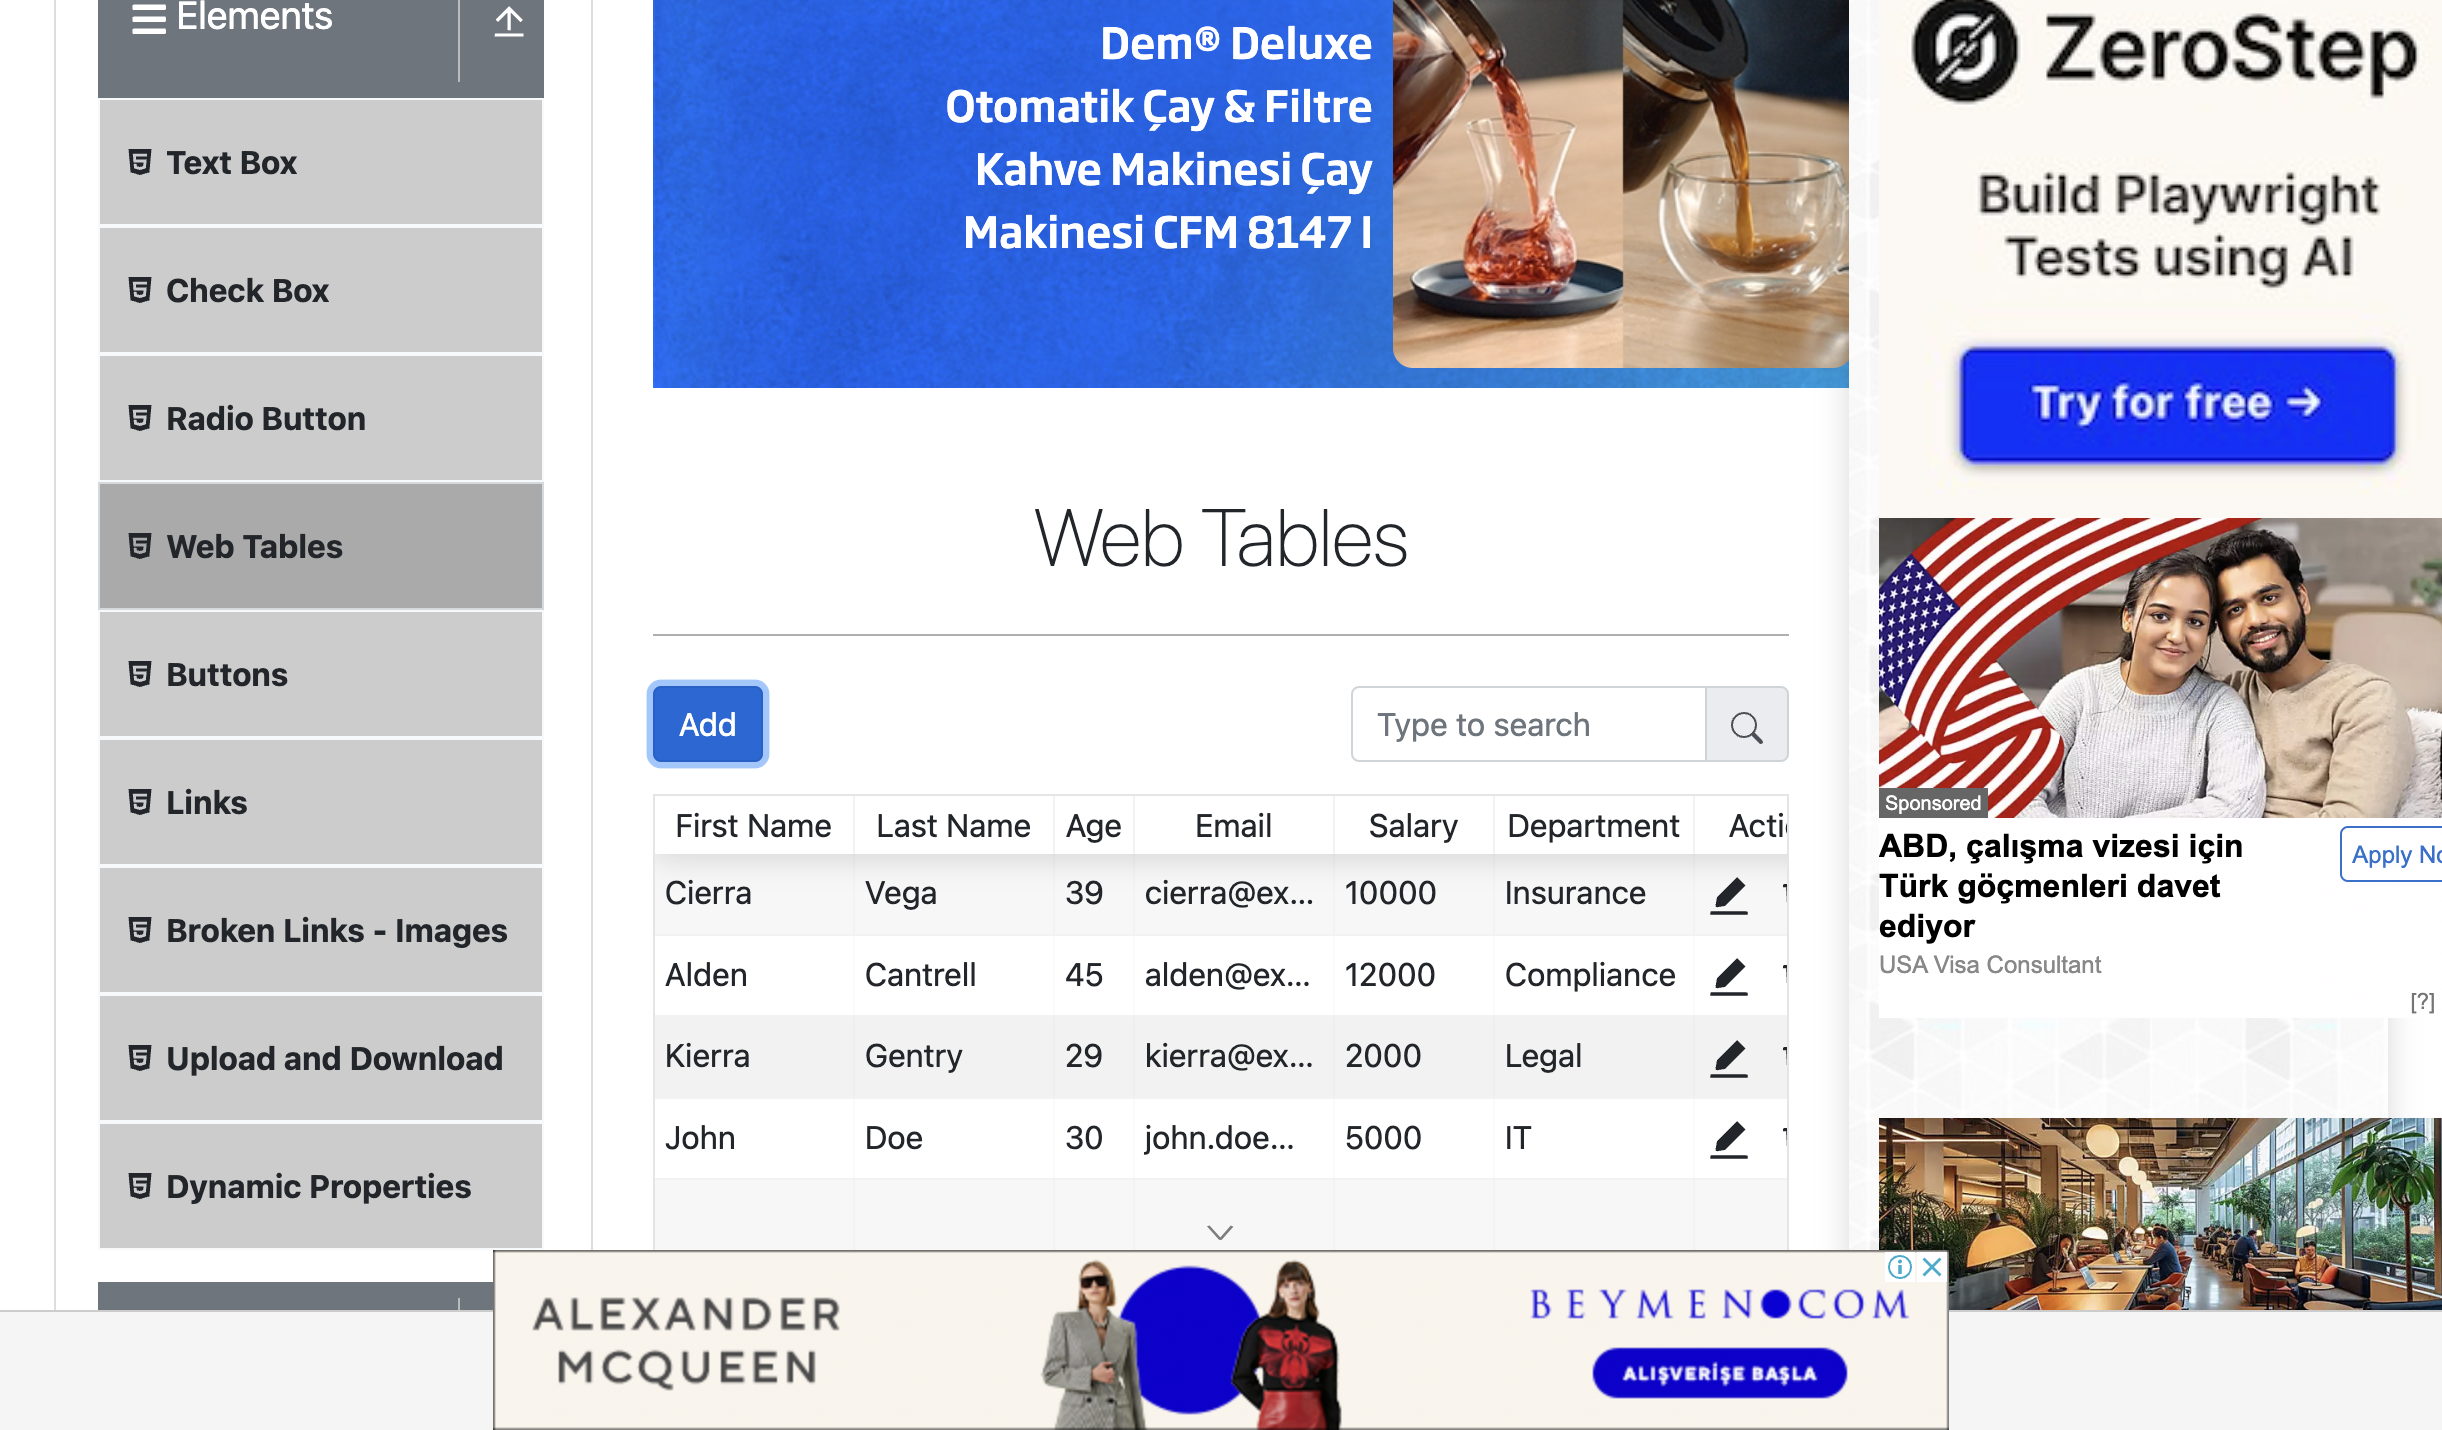 Elements
Text Box
Check Box
Radio Button
Web Tables
Buttons
Links
Broken Links - Images
Upload and Download
Dynamic Properties
Dem® Deluxe
Otomatik Çay & Filtre
Kahve Makinesi Çay
Makinesi CFM 8147 I
Web Tables
Add
Type to search
First Name Last Name Age Email Salary Department Acti
Cierra Vega 39 cierra@ex... 10000 Insurance
Alden Cantrell 45 alden@ex... 12000 Compliance
Kierra Gentry 29 kierra@ex... 2000 Legal
John Doe 30 john.doe... 5000 IT
ZeroStep
Build Playwright
Tests using AI
Try for free →
Sponsored
ABD, çalışma vizesi için
Türk göçmenleri davet
ediyor
Apply No
USA Visa Consultant
[?]
ALEXANDER
MCQUEEN
BEYMEN.COM
ALIŞVERİŞE BAŞLA